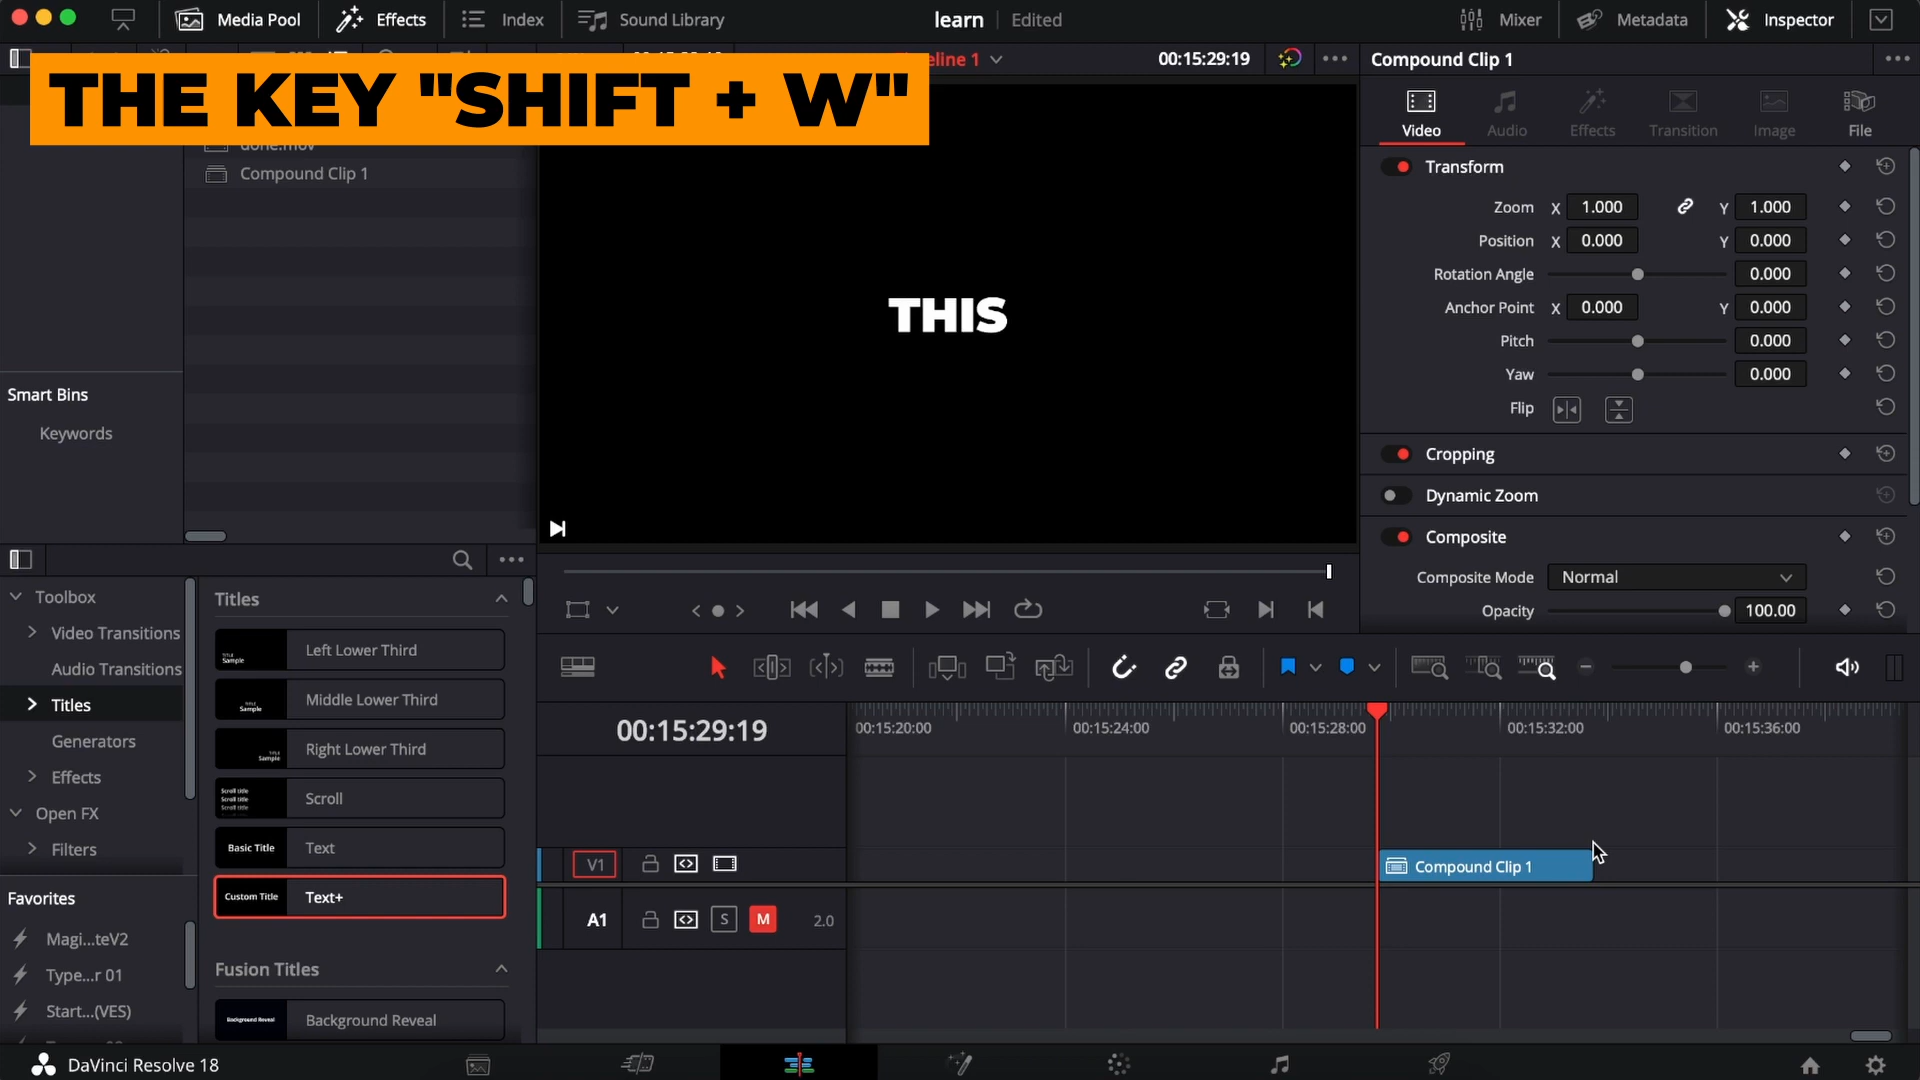 Media Pool
Effects
Index
Sound Library
learn
Edited
Mixer
Metadata
Inspector
eline 1
00:15:29:19
Compound Clip 1
THE KEY "SHIFT + W"
Video
Audio
Effects
Transition
Image
File
Compound Clip 1
Transform
Zoom X 1.000 Y 1.000
Position X 0.000 Y 0.000
Rotation Angle 0.000
Anchor Point X 0.000 Y 0.000
Pitch 0.000
Yaw 0.000
Flip
Cropping
Dynamic Zoom
Composite
Composite Mode Normal
Opacity 100.00
THIS
Smart Bins
Keywords
Toolbox
Video Transitions
Audio Transitions
Titles
Generators
Effects
Open FX
Filters
Favorites
Magi...teV2
Type...r 01
Start...(VES)
Titles
Left Lower Third
Middle Lower Third
Right Lower Third
Scroll
Basic Title Text
Custom Title Text+
Fusion Titles
Background Reveal Background Reveal
00:15:29:19
00:15:20:00
00:15:24:00
00:15:28:00
00:15:32:00
00:15:36:00
V1
Compound Clip 1
A1 S M 2.0
DaVinci Resolve 18